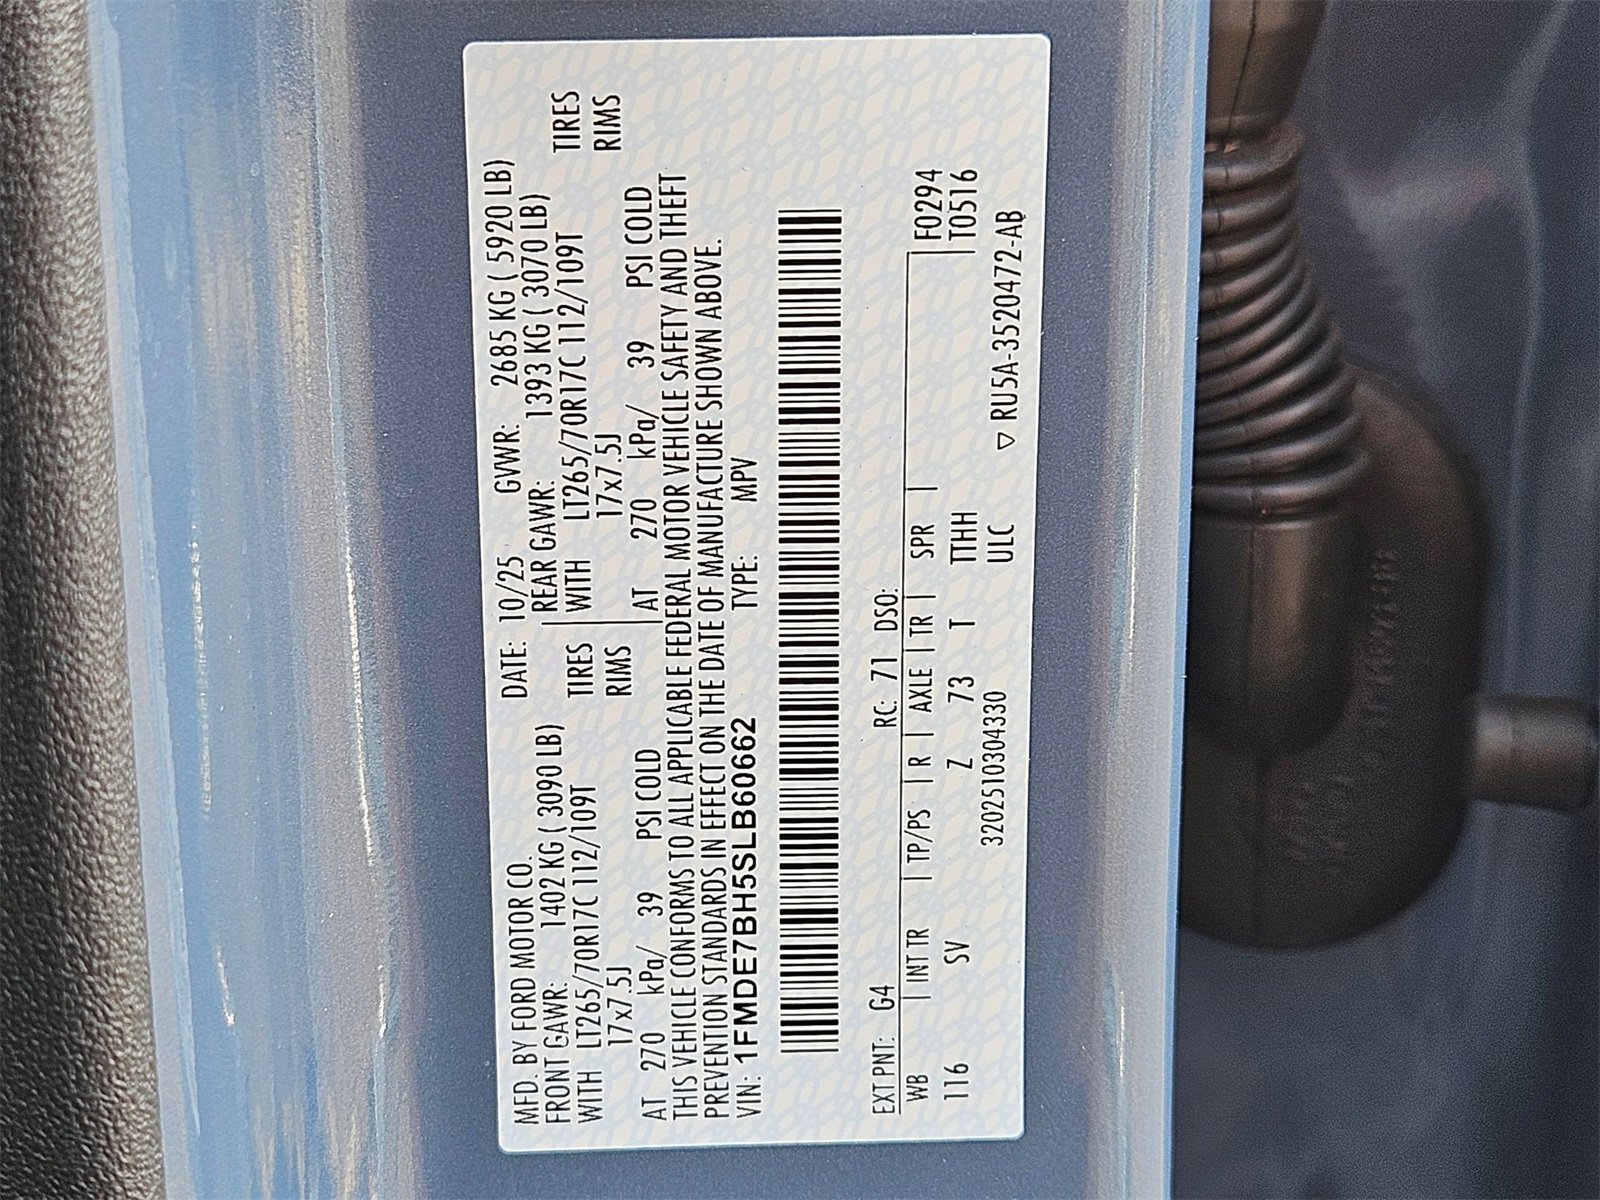 MFD. BY FORD MOTOR CO.
DATE: 10/25 GVWR: 2685 KG ( 5920 LB)
FRONT GAWR: 1402 KG ( 3090 LB)
REAR GAWR: 1393 KG ( 3070 LB)
WITH LT265/70R17C 112/109T TIRES
WITH LT265/70R17C 112/109T TIRES
17x7.5J RIMS
17x7.5J RIMS
AT 270 kPa/ 39 PSI COLD
AT 270 kPa/ 39 PSI COLD
THIS VEHICLE CONFORMS TO ALL APPLICABLE FEDERAL MOTOR VEHICLE SAFETY AND THEFT
PREVENTION STANDARDS IN EFFECT ON THE DATE OF MANUFACTURE SHOWN ABOVE.
VIN: 1FMDE7BH5SLB60662 TYPE: MPV
EXT PNT: G4 RC: 71 DSO:
WB | INT TR | TP/PS | R | AXLE | TR | SPR | F0294
116 SV Z 73 T TTHH T0516
3202510304330 ULC
▽ RU5A-3520472-AB